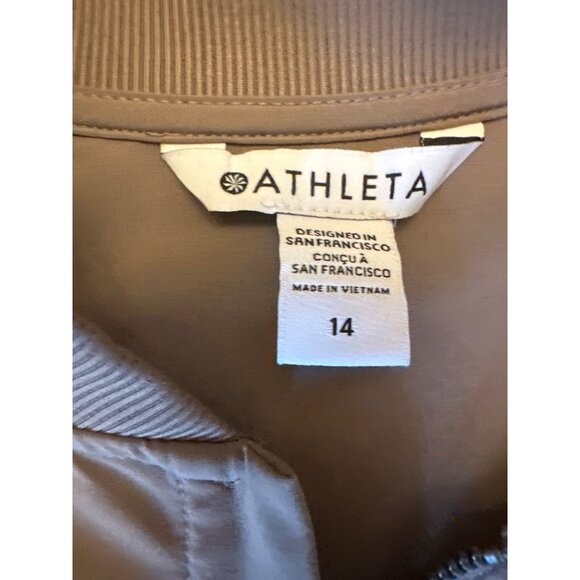 ATHLETA
DESIGNED IN
SAN FRANCISCO
CONÇU À
SAN FRANCISCO
MADE IN VIETNAM
14